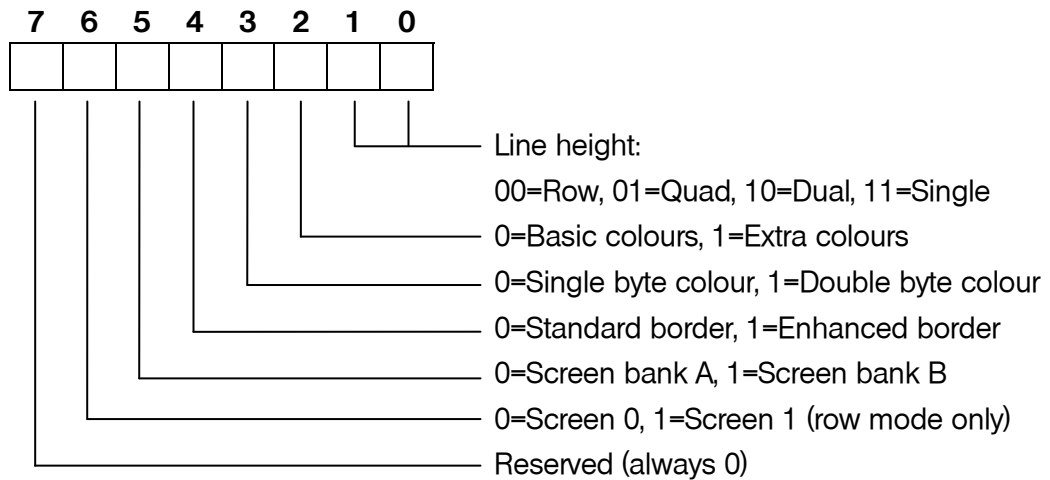 7 6 5 4 3 2 1 0
Line height:
00=Row, 01=Quad, 10=Dual, 11=Single
0=Basic colours, 1=Extra colours
0=Single byte colour, 1=Double byte colour
0=Standard border, 1=Enhanced border
0=Screen bank A, 1=Screen bank B
0=Screen 0, 1=Screen 1 (row mode only)
Reserved (always 0)